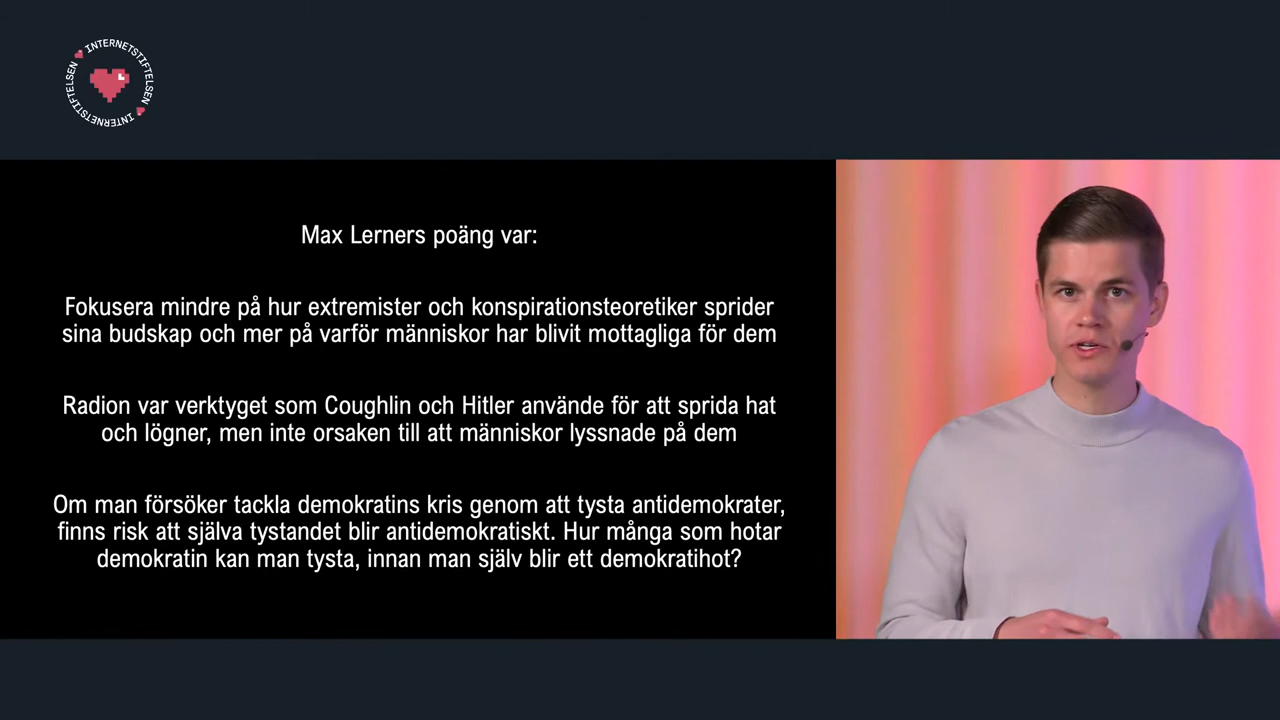 INTERNETSTIFTELSEN
INTERNETSTIFTELSEN
Max Lerners poäng var:
Fokusera mindre på hur extremister och konspirationsteoretiker sprider
sina budskap och mer på varför människor har blivit mottagliga för dem
Radion var verktyget som Coughlin och Hitler använde för att sprida hat
och lögner, men inte orsaken till att människor lyssnade på dem
Om man försöker tackla demokratins kris genom att tysta antidemokrater,
finns risk att själva tystandet blir antidemokratiskt. Hur många som hotar
demokratin kan man tysta, innan man själv blir ett demokratihot?